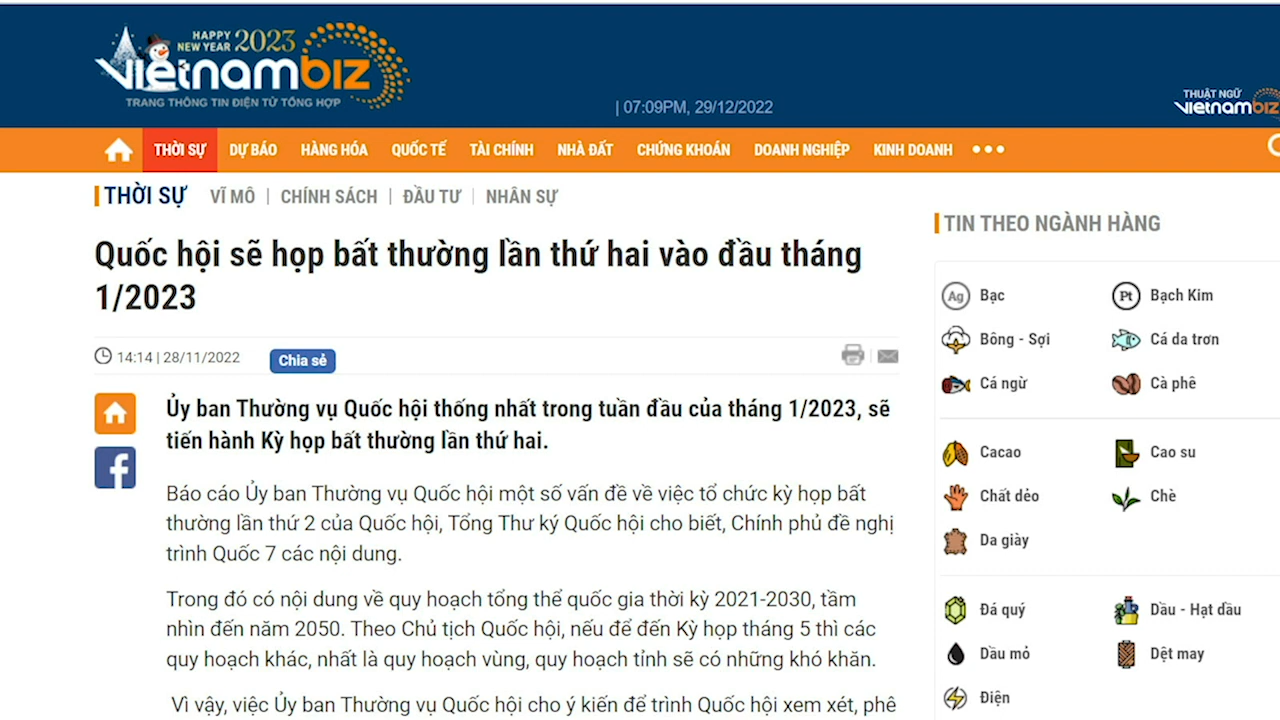 HAPPY
NEW YEAR 2023
VIETNAMBIZ
TRANG THÔNG TIN ĐIỆN TỬ TỔNG HỢP
| 07:09PM, 29/12/2022
THUẬT NGỮ
VIETNAMBIZ
THỜI SỰ DỰ BÁO HÀNG HÓA QUỐC TẾ TÀI CHÍNH NHÀ ĐẤT CHỨNG KHOÁN DOANH NGHIỆP KINH DOANH
THỜI SỰ VĨ MÔ | CHÍNH SÁCH | ĐẦU TƯ | NHÂN SỰ
Quốc hội sẽ họp bất thường lần thứ hai vào đầu tháng
1/2023
14:14 | 28/11/2022 Chia sẻ
Ủy ban Thường vụ Quốc hội thống nhất trong tuần đầu của tháng 1/2023, sẽ
tiến hành Kỳ họp bất thường lần thứ hai.
Báo cáo Ủy ban Thường vụ Quốc hội một số vấn đề về việc tổ chức kỳ họp bất
thường lần thứ 2 của Quốc hội, Tổng Thư ký Quốc hội cho biết, Chính phủ đề nghị
trình Quốc 7 các nội dung.
Trong đó có nội dung về quy hoạch tổng thể quốc gia thời kỳ 2021-2030, tầm
nhìn đến năm 2050. Theo Chủ tịch Quốc hội, nếu để đến Kỳ họp tháng 5 thì các
quy hoạch khác, nhất là quy hoạch vùng, quy hoạch tỉnh sẽ có những khó khăn.
Vì vậy, việc Ủy ban Thường vụ Quốc hội cho ý kiến để trình Quốc hội xem xét, phê
TIN THEO NGÀNH HÀNG
Ag Bạc Pt Bạch Kim
Bông - Sợi Cá da trơn
Cá ngừ Cà phê
Cacao Cao su
Chất dẻo Chè
Da giày
Đá quý Dầu - Hạt dầu
Dầu mỏ Dệt may
Điện